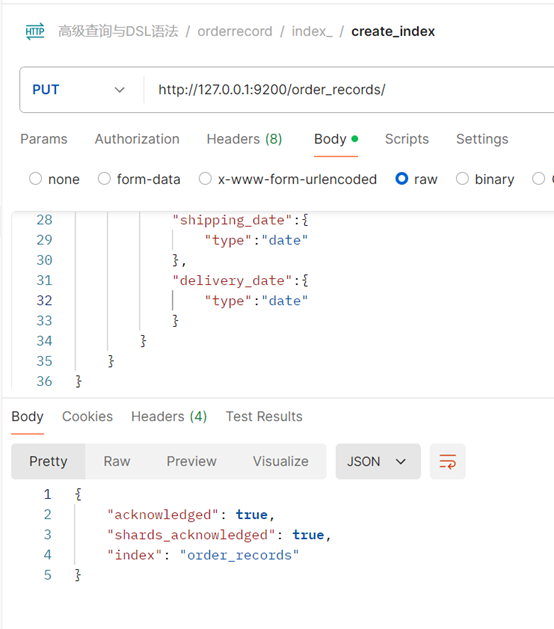 HTTP 高级查询与DSL语法 / orderrecord / index_ / create_index
PUT http://127.0.0.1:9200/order_records/
Params Authorization Headers (8) Body Scripts Settings
none form-data x-www-form-urlencoded raw binary
28 "shipping_date":{
29 "type":"date"
30 },
31 "delivery_date":{
32 "type":"date"
33 }
34 }
35 }
36 }
Body Cookies Headers (4) Test Results
Pretty Raw Preview Visualize JSON
1 {
2 "acknowledged": true,
3 "shards_acknowledged": true,
4 "index": "order_records"
5 }